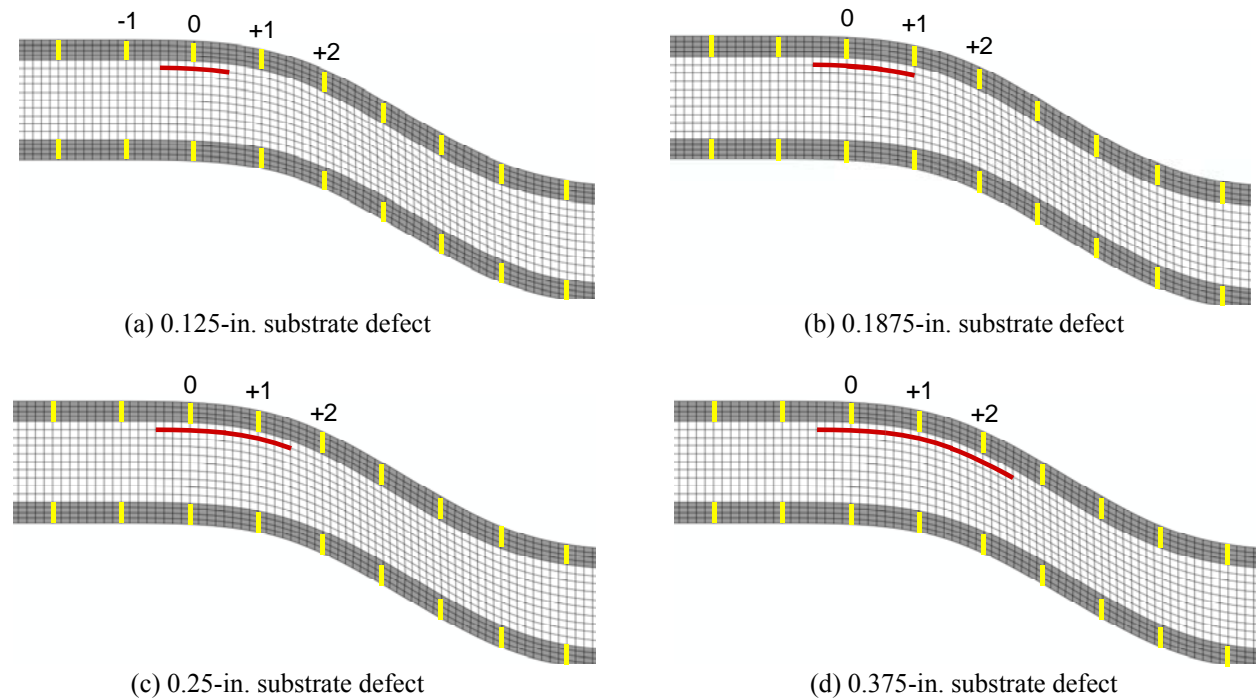 -1 0 +1 +2
0 +1 +2
(a) 0.125-in. substrate defect
(b) 0.1875-in. substrate defect
0 +1 +2
0 +1 +2
(c) 0.25-in. substrate defect
(d) 0.375-in. substrate defect